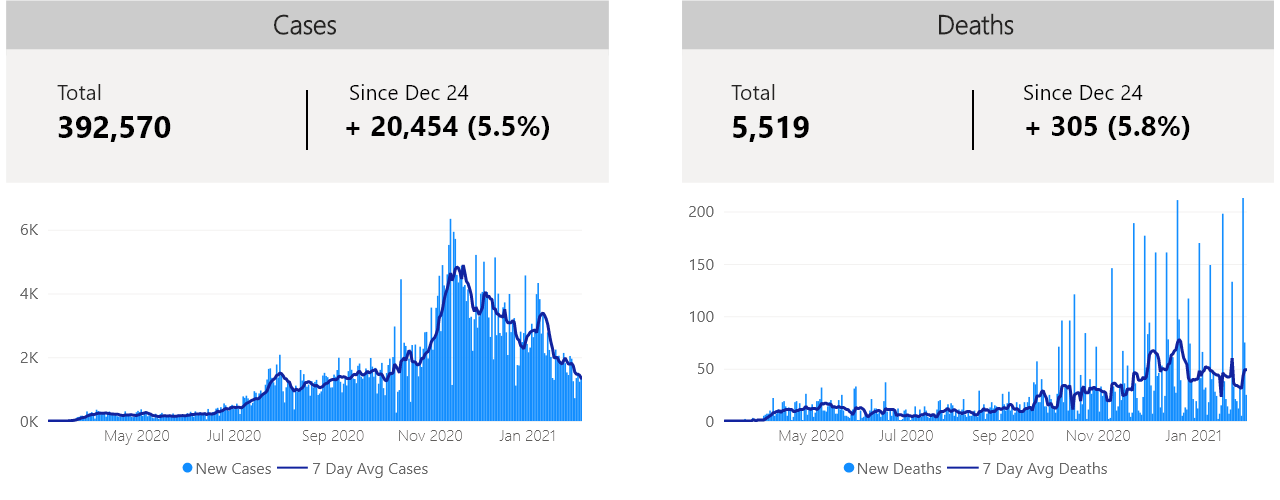 Cases
Total
392,570
Since Dec 24
+ 20,454 (5.5%)
6K
4K
2K
0K
May 2020
Jul 2020
Sep 2020
Nov 2020
Jan 2021
New Cases
7 Day Avg Cases
Deaths
Total
5,519
Since Dec 24
+ 305 (5.8%)
200
150
100
50
0
May 2020
Jul 2020
Sep 2020
Nov 2020
Jan 2021
New Deaths
7 Day Avg Deaths